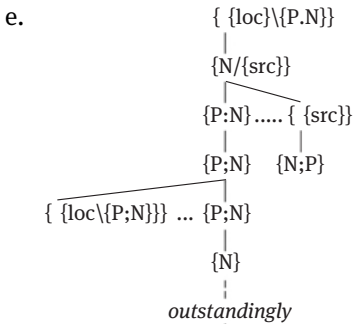 e. { {loc}\{P.N}}
{N/{src}}
{P:N}..... { {src}}
{P;N} {N;P}
{ {loc\{P;N}}} ... {P;N}
{N}
outstandingly